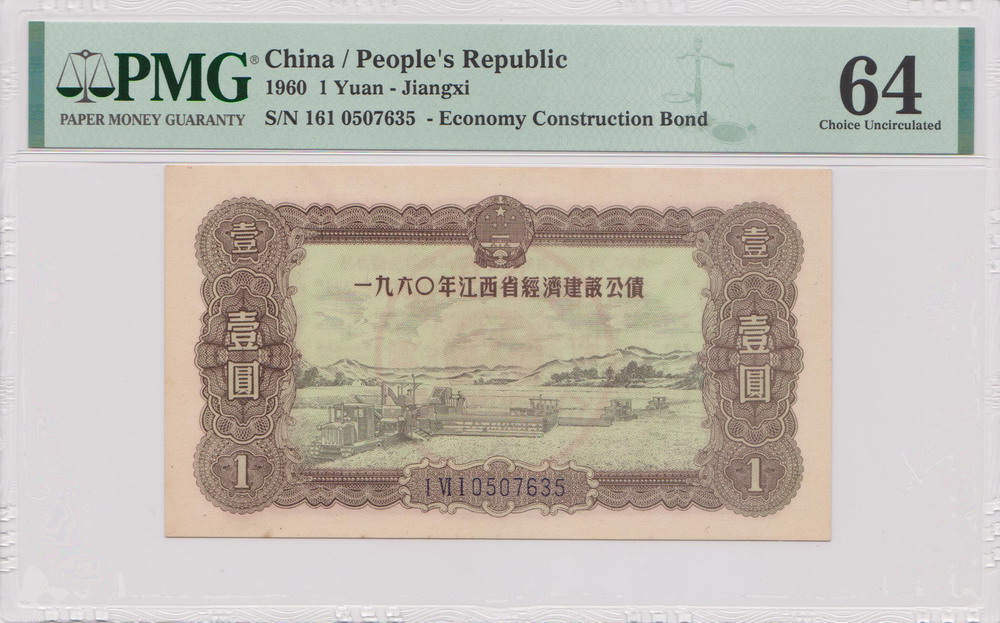 PMG®
PAPER MONEY GUARANTY
China / People's Republic
1960 1 Yuan - Jiangxi
S/N 161 0507635 - Economy Construction Bond
64
Choice Uncirculated
壹
壹
一九六〇年江西省經濟建設公債
壹圓
壹圓
1
1
I VI I 0507635